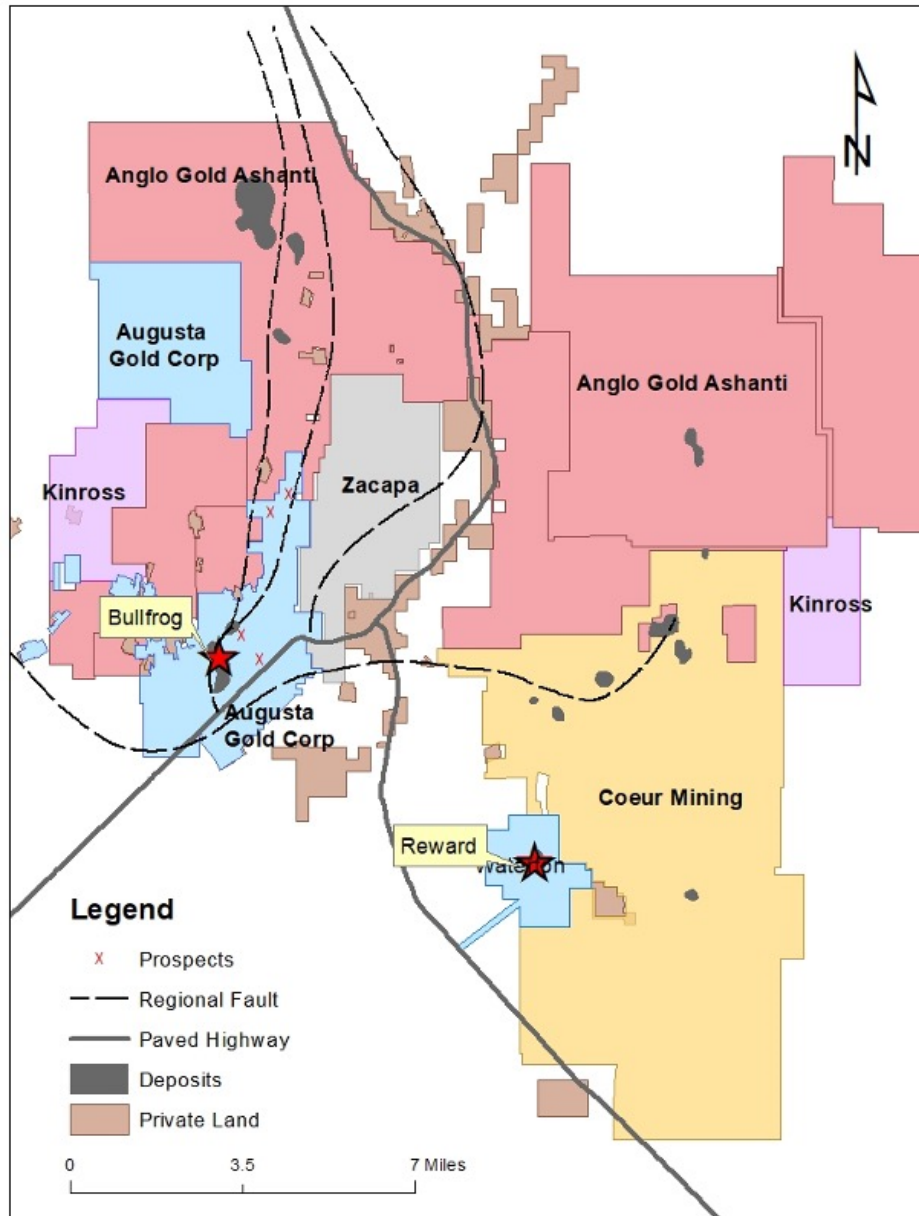 N
Anglo Gold Ashanti
Augusta
Gold Corp
Anglo Gold Ashanti
Kinross
Zacapa
Kinross
Bullfrog
Augusta
Gold Corp
Coeur Mining
Reward
Legend
x Prospects
Regional Fault
Paved Highway
Deposits
Private Land
0 3.5 7 Miles